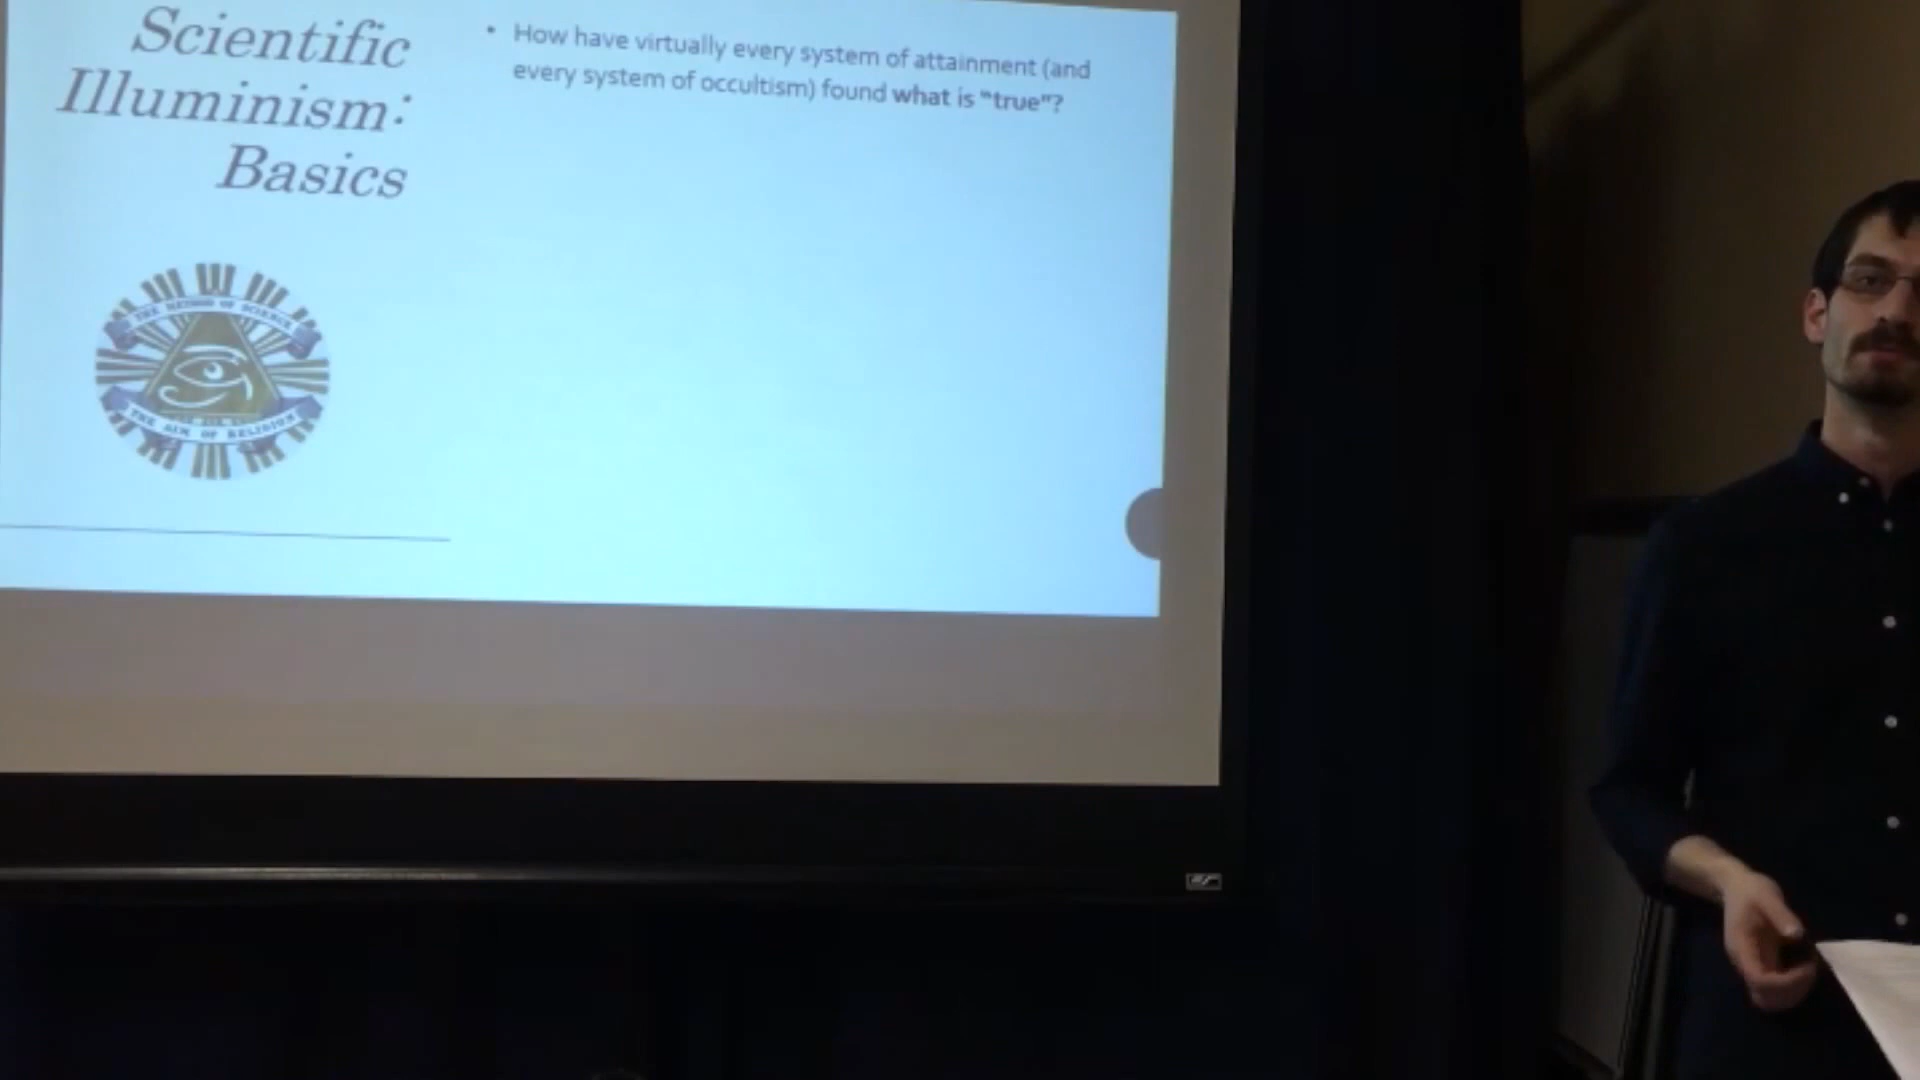 Scientific
Illuminism:
Basics
• How have virtually every system of attainment (and
every system of occultism) found what is "true"?
THE METHOD OF SCIENCE
THE AIM OF RELIGION